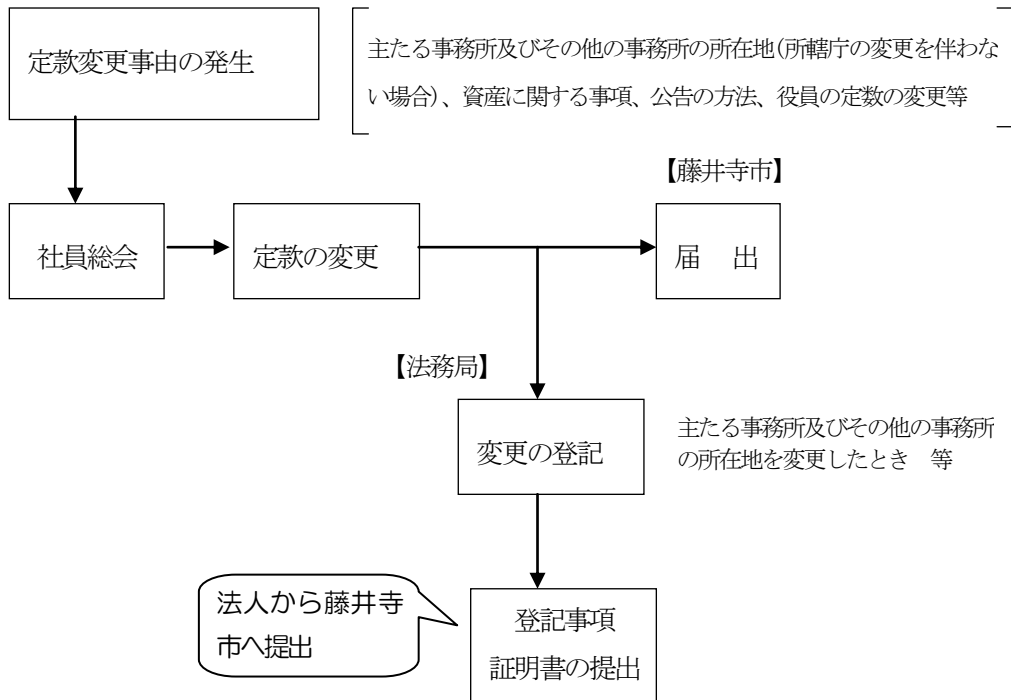 定款変更事由の発生
主たる事務所及びその他の事務所の所在地(所轄庁の変更を伴わな
い場合)、資産に関する事項、公告の方法、役員の定数の変更等
【藤井寺市】
社員総会
定款の変更
届　出
【法務局】
変更の登記
主たる事務所及びその他の事務所
の所在地を変更したとき　等
法人から藤井寺
市へ提出
登記事項
証明書の提出